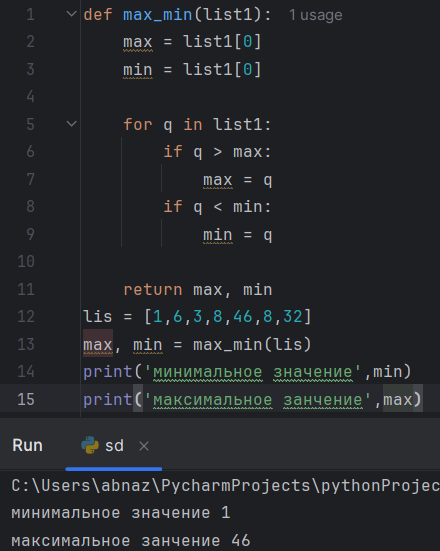 1 def max_min(list1): 1 usage
2 max = list1[0]
3 min = list1[0]
4
5 for q in list1:
6 if q > max:
7 max = q
8 if q < min:
9 min = q
10
11 return max, min
12 lis = [1,6,3,8,46,8,32]
13 max, min = max_min(lis)
14 print('минимальное значение',min)
15 print('максимальное занчение',max)
Run sd ×
C:\Users\abnaz\PycharmProjects\pythonProjec
минимальное значение 1
максимальное занчение 46